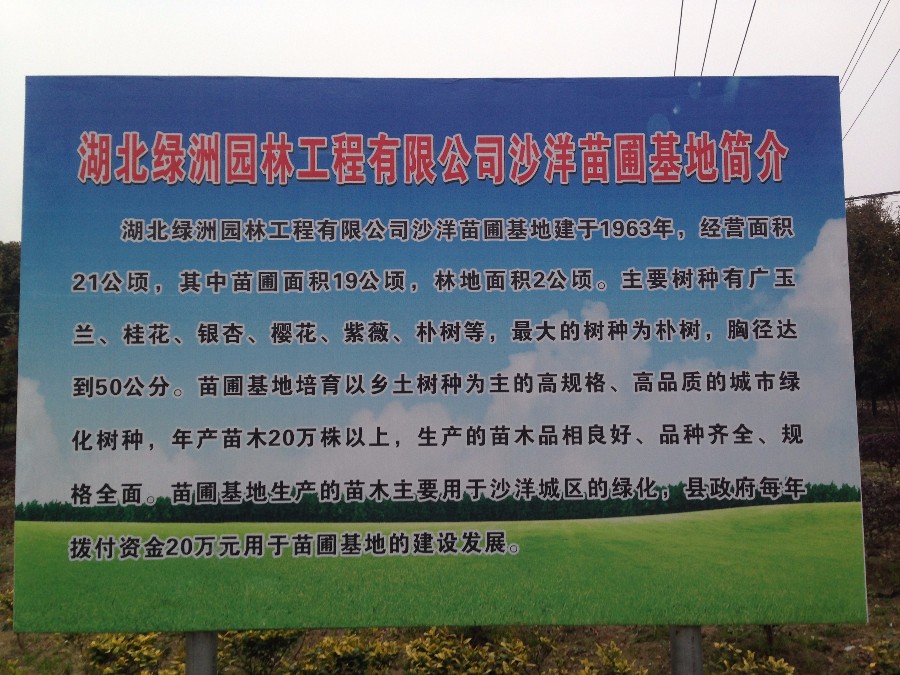 湖北绿洲园林工程有限公司沙洋苗圃基地简介
湖北绿洲园林工程有限公司沙洋苗圃基地建于1963年，经营面积
21公顷，其中苗圃面积19公顷，林地面积2公顷。主要树种有广玉
兰、桂花、银杏、樱花、紫薇、朴树等，最大的树种为朴树，胸径达
到50公分。苗圃基地培育以乡土树种为主的高规格、高品质的城市绿
化树种，年产苗木20万株以上，生产的苗木品相良好、品种齐全、规
格全面。苗圃基地生产的苗木主要用于沙洋城区的绿化，县政府每年
拨付资金20万元用于苗圃基地的建设发展。